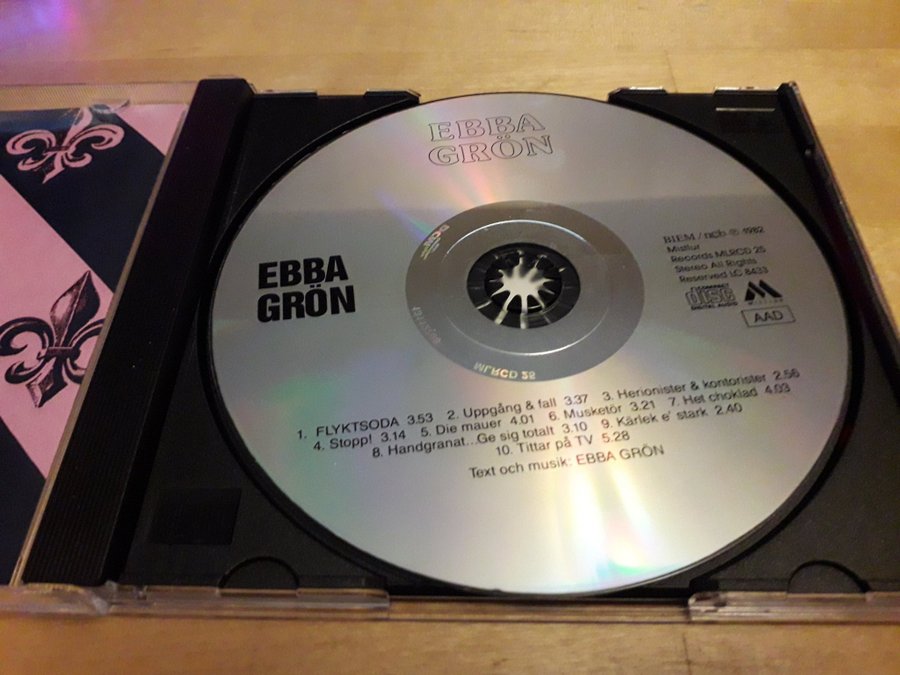 EBBA
GRÖN
EBBA
GRÖN
BIEM / ncb ℗ 1982
Mistlur
Records MLRCD 25
Stereo All Rights
Reserved LC 8433
COMPACT
disc
DIGITAL AUDIO
AAD
MLRCD 25
1. FLYKTSODA 3.53 2. Uppgång & fall 3.37 3. Herionister & kontorister 2.56
4. Stopp! 3.14 5. Die mauer 4.01 6. Musketör 3.21 7. Het choklad 4.03
8. Handgranat...Ge sig totalt 3.10 9. Kärlek e' stark 2.40
10. Tittar på TV 5.28
Text och musik: EBBA GRÖN